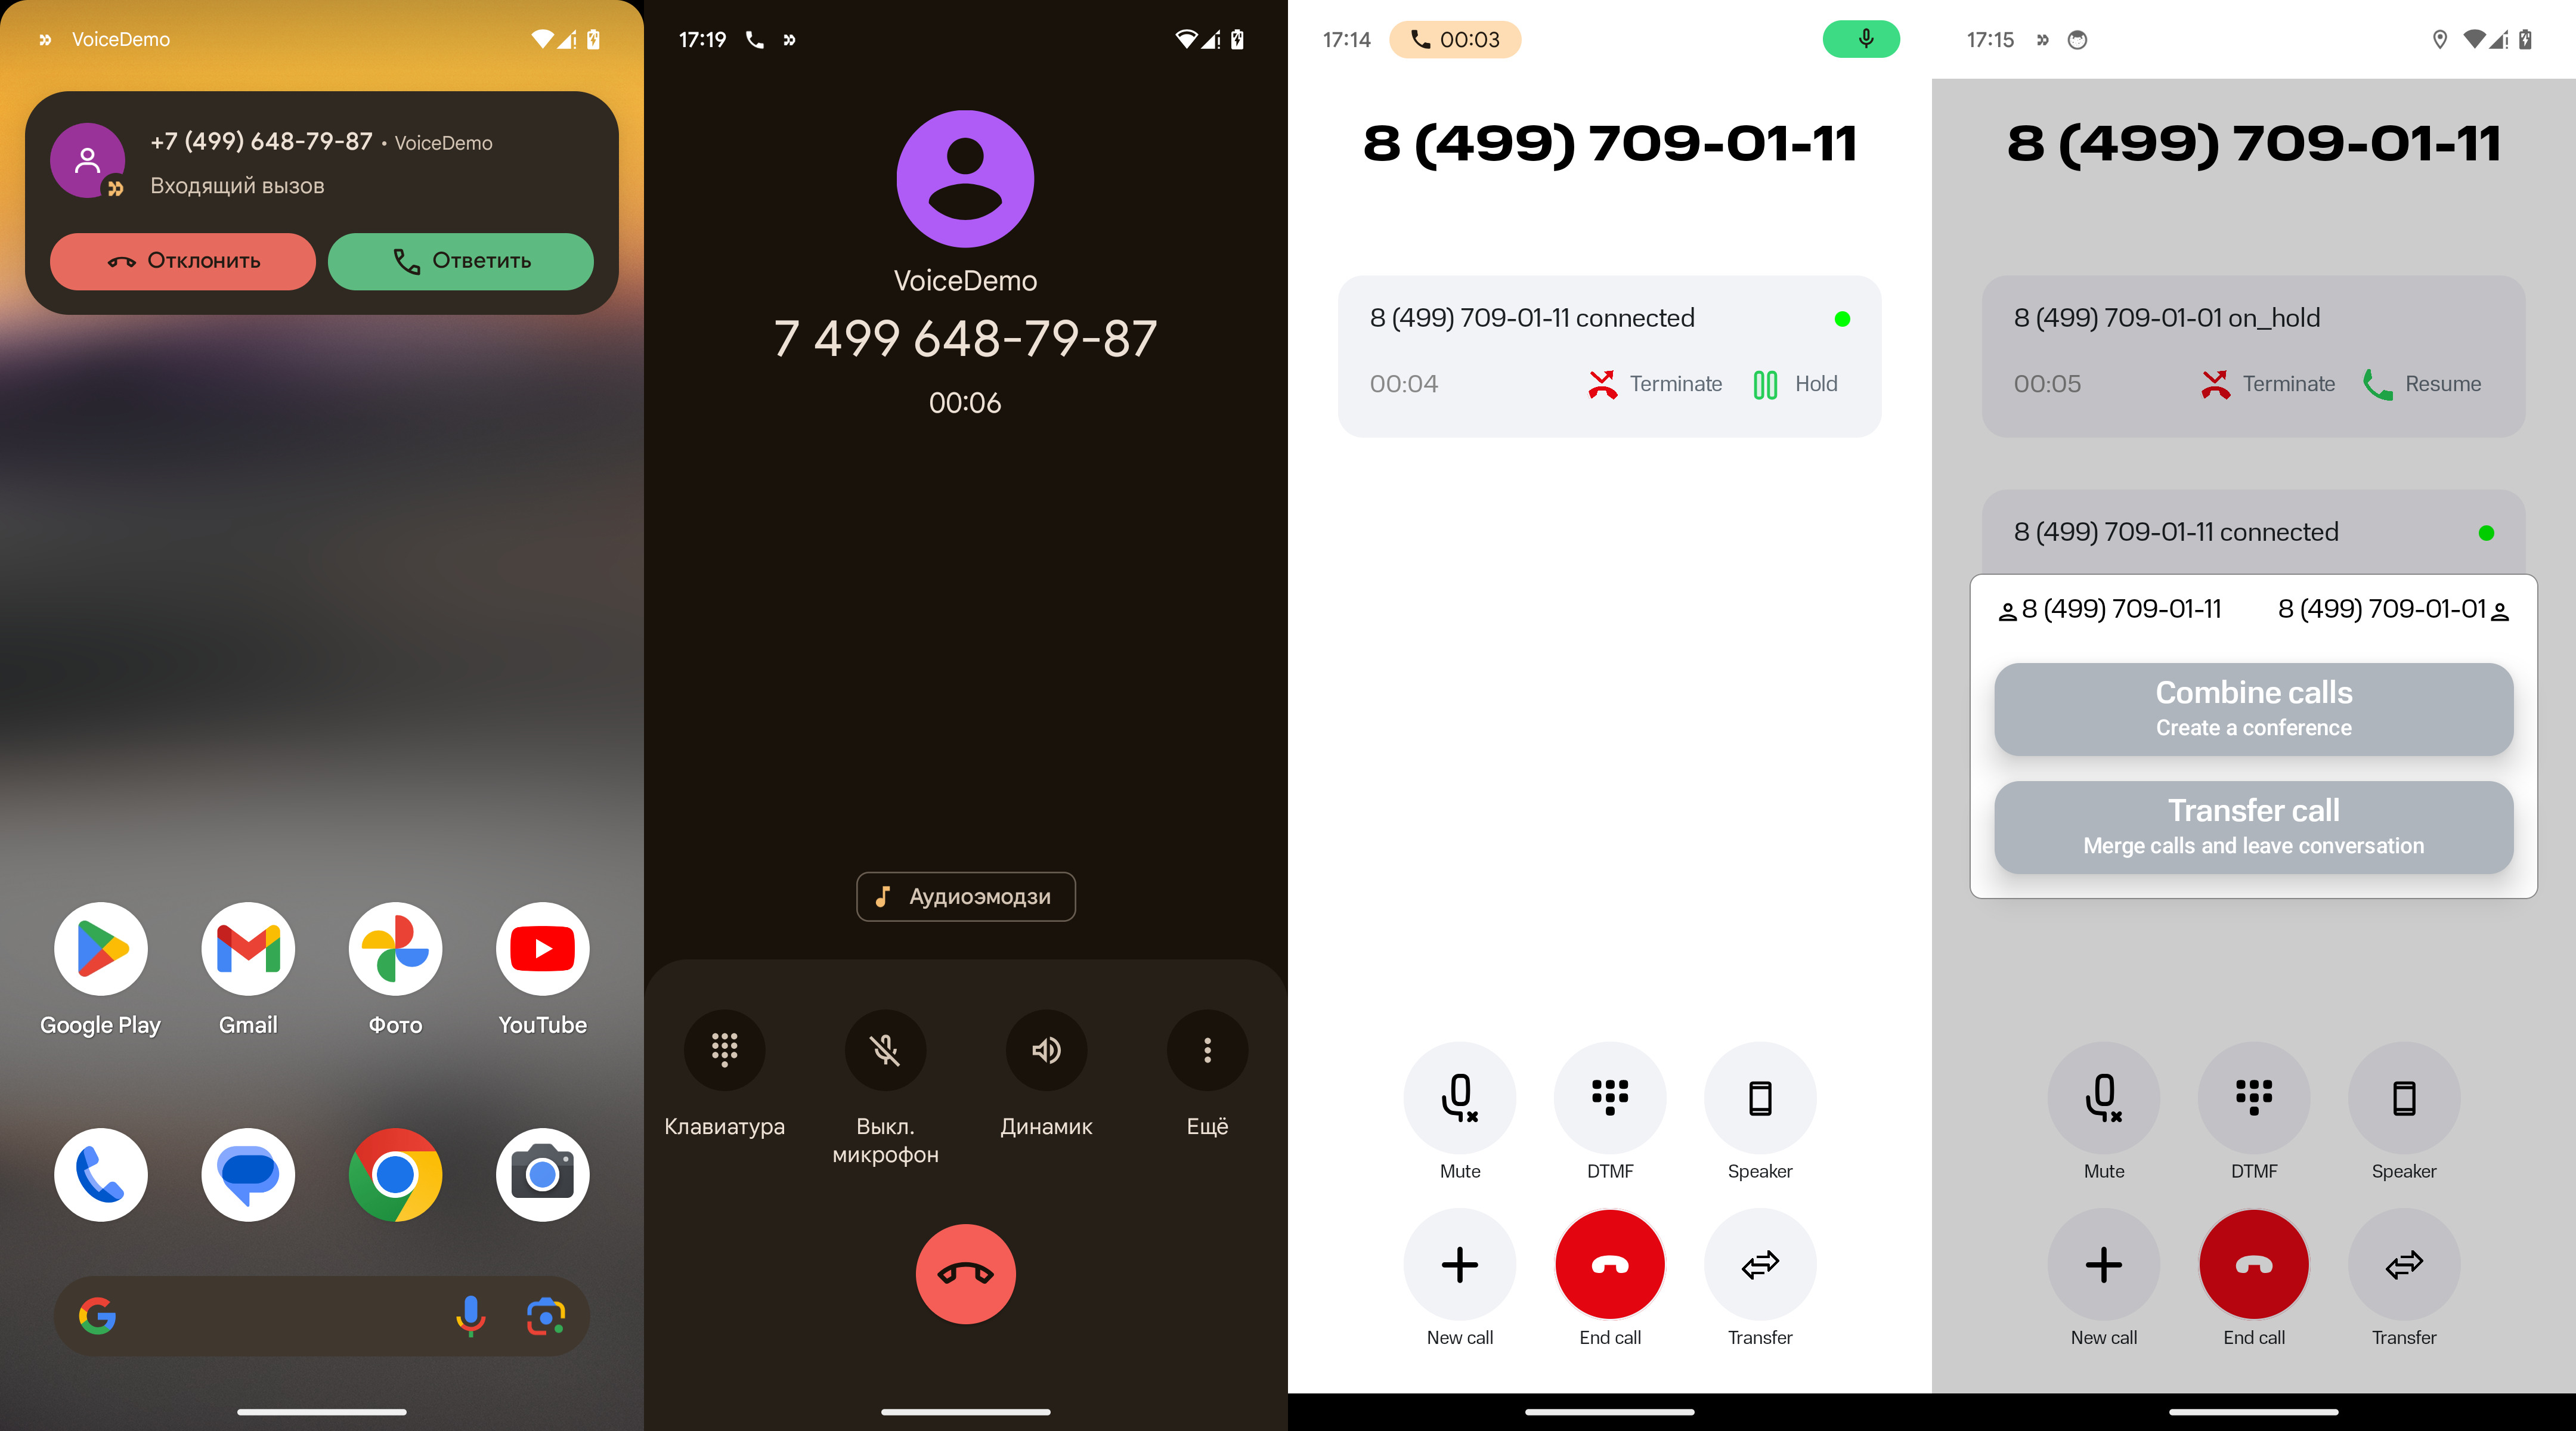 VoiceDemo
+7 (499) 648-79-87 • VoiceDemo
Входящий вызов
Отклонить
Ответить
Google Play
Gmail
Фото
YouTube
17:19
VoiceDemo
7 499 648-79-87
00:06
Аудиоэмодзи
Клавиатура
Выкл. микрофон
Динамик
Ещё
17:14
00:03
8 (499) 709-01-11
8 (499) 709-01-11 connected
00:04
Terminate
Hold
Mute
DTMF
Speaker
New call
End call
Transfer
17:15
8 (499) 709-01-11
8 (499) 709-01-01 on_hold
00:05
Terminate
Resume
8 (499) 709-01-11 connected
8 (499) 709-01-11
8 (499) 709-01-01
Combine calls
Create a conference
Transfer call
Merge calls and leave conversation
Mute
DTMF
Speaker
New call
End call
Transfer